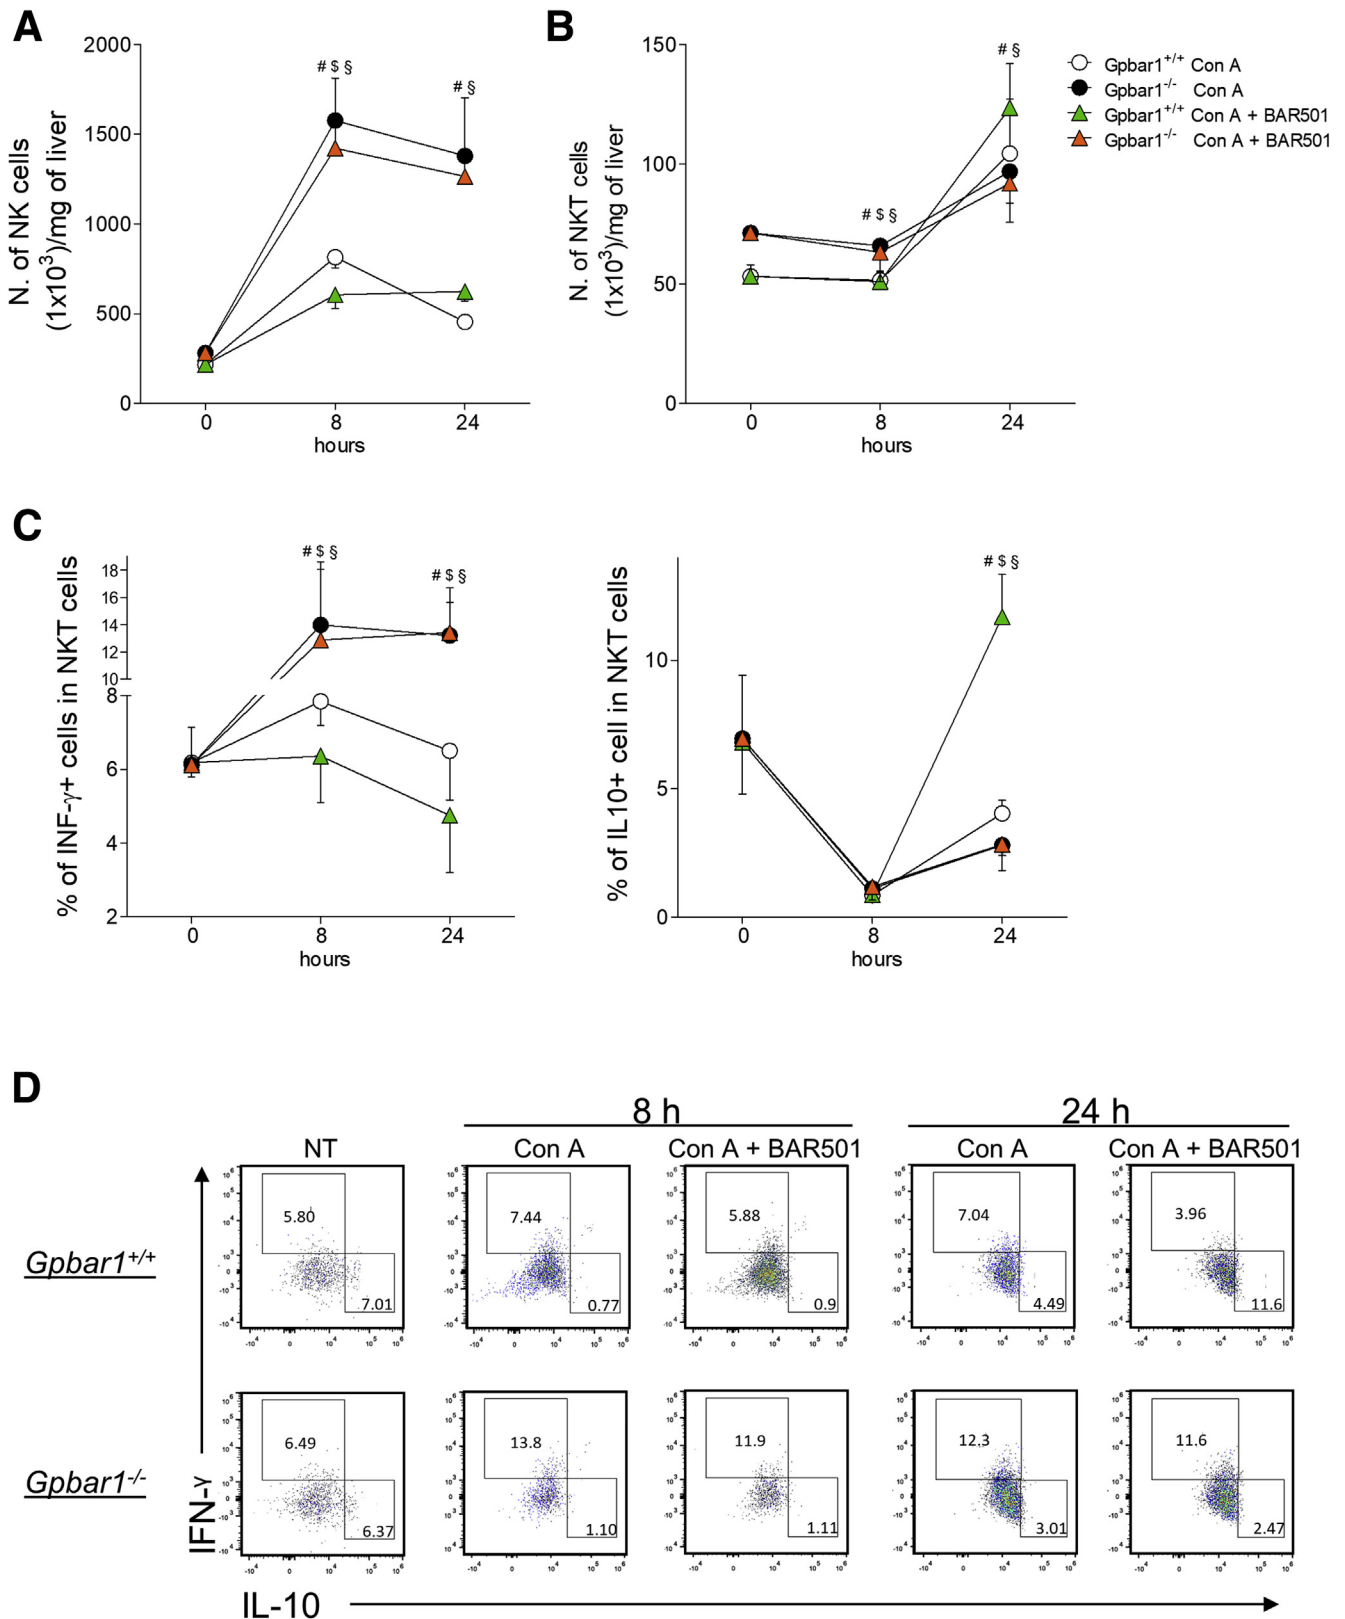 A
N. of NK cells
(1x10³)/mg of liver
2000
1500
1000
500
0
# $ §
# §
0 8 24
hours
B
N. of NKT cells
(1x10³)/mg of liver
150
100
50
0
# $ §
# §
0 8 24
hours
Gpbar1+/+ Con A
Gpbar1-/- Con A
Gpbar1+/+ Con A + BAR501
Gpbar1-/- Con A + BAR501
C
% of INF-γ+ cells in NKT cells
18
16
14
12
10
8
6
4
2
# $ §
# $ §
0 8 24
hours
% of IL10+ cell in NKT cells
10
5
0
# $ §
0 8 24
hours
D
8 h 24 h
NT Con A Con A + BAR501 Con A Con A + BAR501
Gpbar1+/+
5.80 7.44 5.88 7.04 3.96
7.01 0.77 0.9 4.49 11.6
Gpbar1-/-
6.49 13.8 11.9 12.3 11.6
6.37 1.10 1.11 3.01 2.47
IFN-γ
IL-10